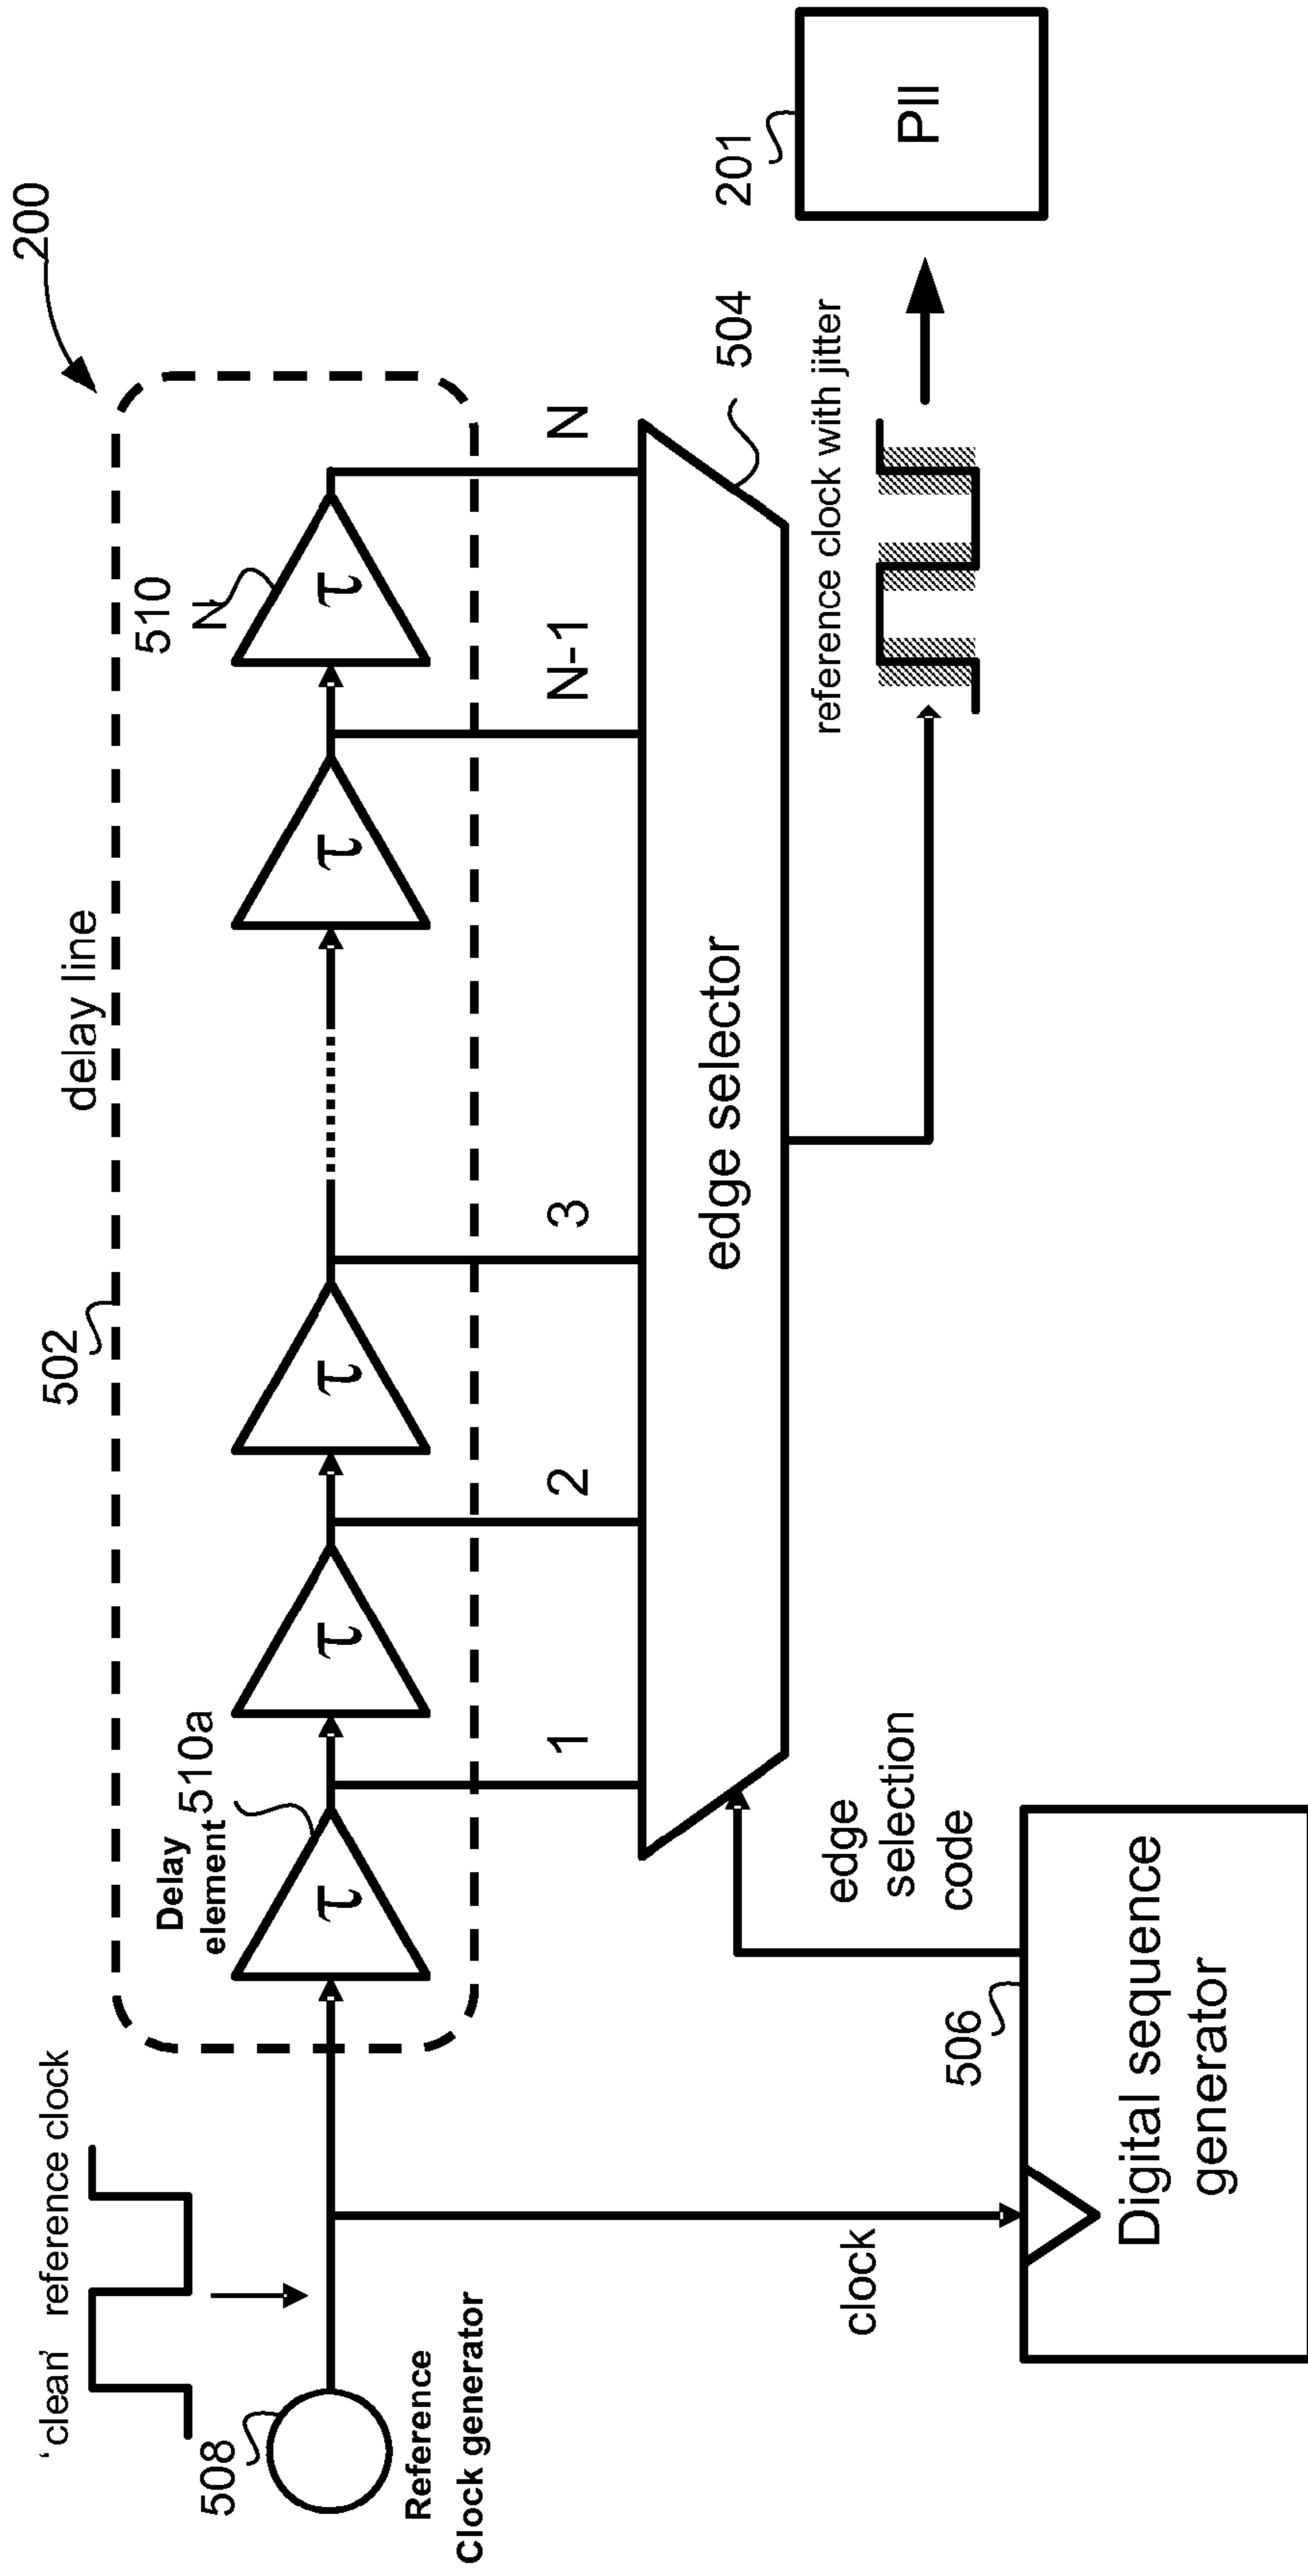 200
'clean' reference clock
502
delay line
508
Reference
Clock generator
Delay
element
510a
τ
τ
τ
τ
τ
510
N
1
2
3
N-1
N
edge selector
504
clock
506
Digital sequence
generator
edge
selection
code
reference clock with jitter
201
Pll